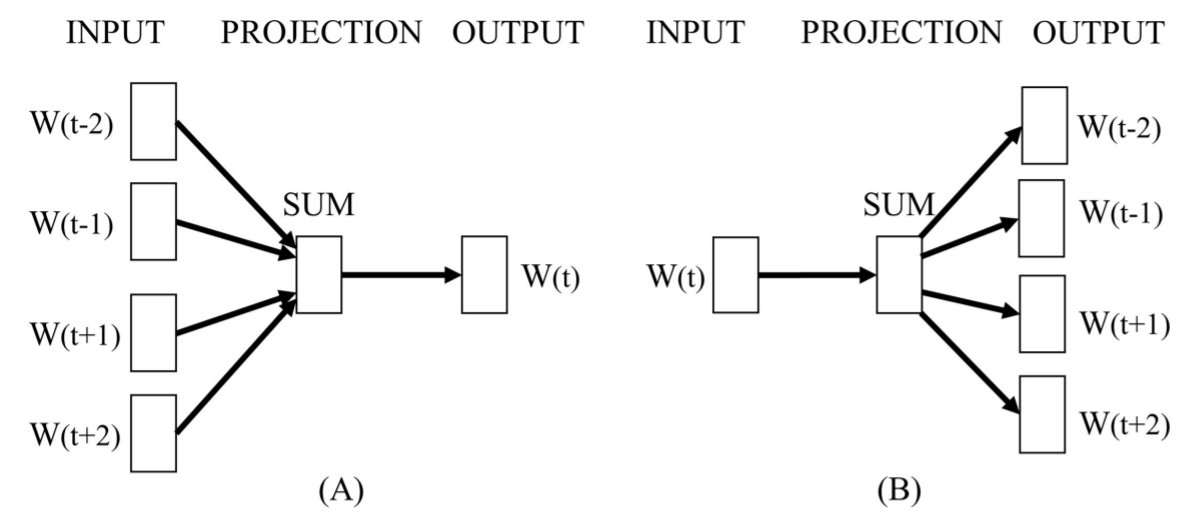 INPUT PROJECTION OUTPUT
W(t-2)
W(t-1)
SUM
W(t)
W(t+1)
W(t+2)
(A)
INPUT PROJECTION OUTPUT
W(t-2)
SUM
W(t-1)
W(t)
W(t+1)
W(t+2)
(B)